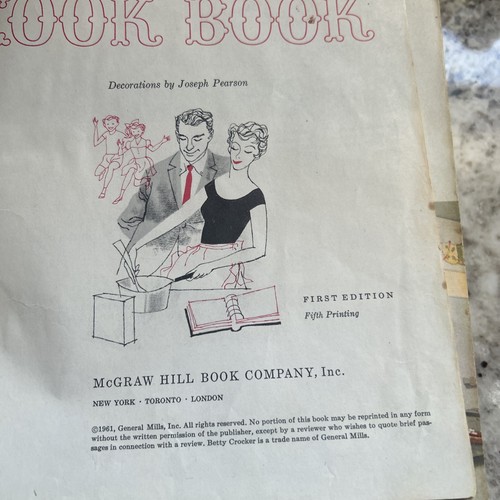 COOK BOOK
Decorations by Joseph Pearson
FIRST EDITION
Fifth Printing
McGRAW HILL BOOK COMPANY, Inc.
NEW YORK · TORONTO · LONDON
©1961, General Mills, Inc. All rights reserved. No portion of this book may be reprinted in any form
without the written permission of the publisher, except by a reviewer who wishes to quote brief pas-
sages in connection with a review. Betty Crocker is a trade name of General Mills.